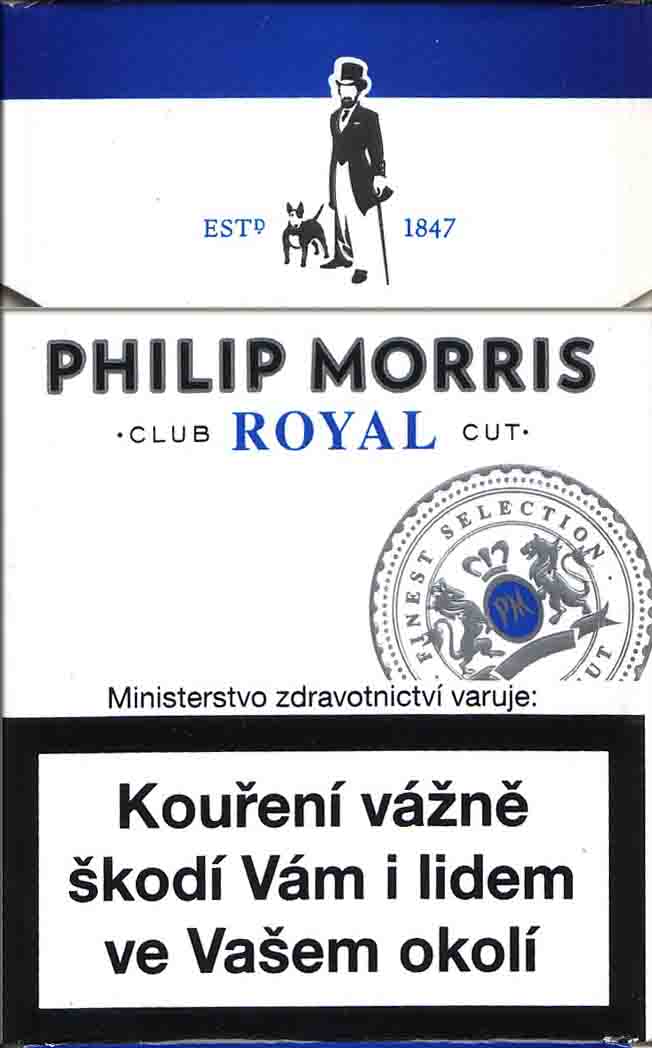 ESTD 1847
PHILIP MORRIS
·CLUB ROYAL CUT·
FINEST SELECTION ·
PM
UT
Ministerstvo zdravotnictví varuje:
Kouření vážně
škodí Vám i lidem
ve Vašem okolí